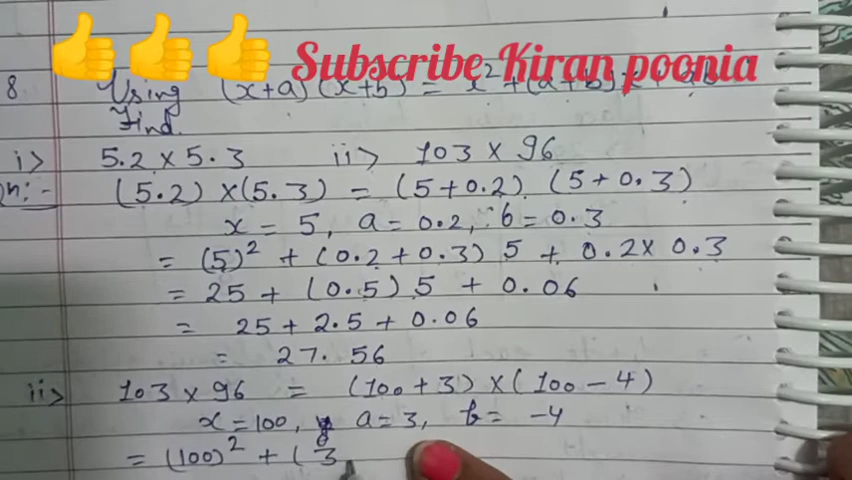 👍👍👍 Subscribe Kiran poonia
8 Using (x+a) (x+b) = x² + (a+b) x + ab
Find.
i> 5.2 × 5.3 ii> 103 × 96
n:- (5.2) × (5.3) = (5+0.2) (5+0.3)
x = 5, a = 0.2, b = 0.3
= (5)² + (0.2+0.3) 5 + 0.2 × 0.3
= 25 + (0.5) 5 + 0.06
= 25 + 2.5 + 0.06
= 27.56
ii> 103 × 96 = (100 + 3) × (100 - 4)
x = 100, a = 3, b = -4
= (100)² + ( 3